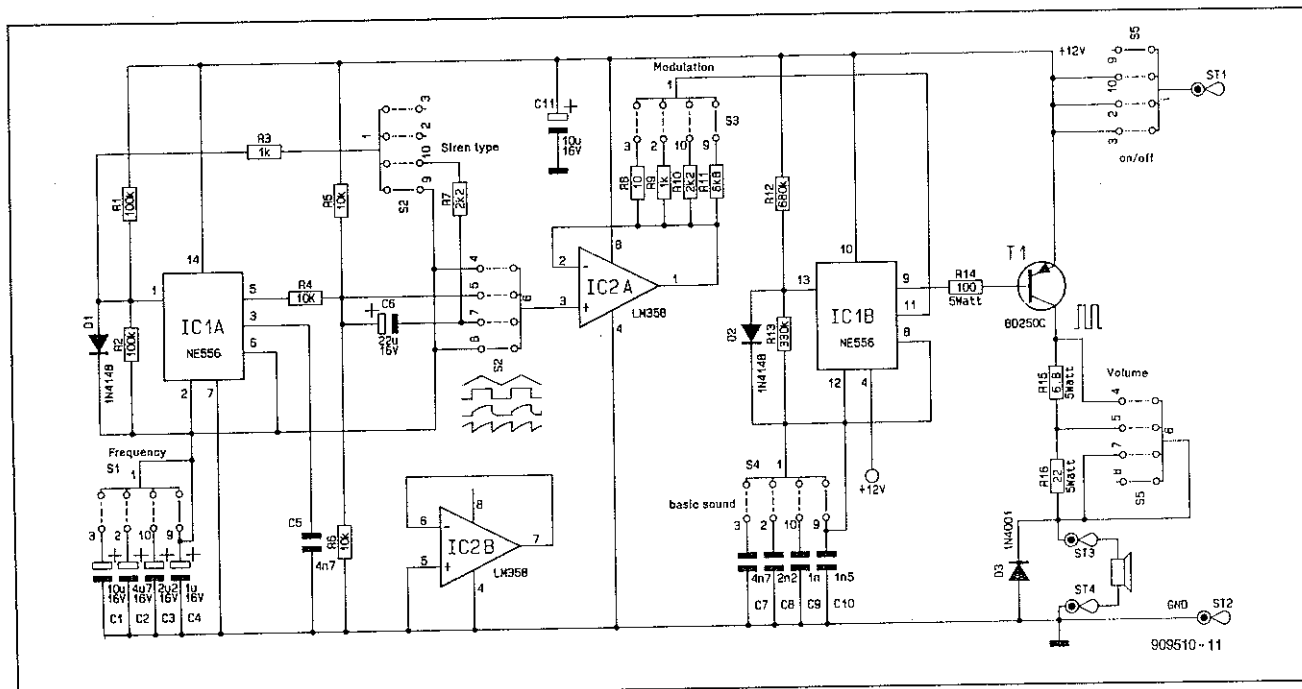 S5
+12V
9
ST1
Modulation
1
10
C11
+
3
2
2
1
S3
3
on/off
R3
1k
10µ
16V
Siren type
10
3
2
10
9
9
R1
100k
R5
10k
R7
2k2
R8
10
R9
1k
R10
2k2
R11
6k8
R12
680k
S2
14
8
T1
10
4
2
-
1
5
R4
10K
5
6
IC2A
13
9
R14
100
5Watt
1
IC1A
NE556
3
C6
+
3
+
LM358
IC1B
NE556
11
BD250C
D1
6
7
4
D2
R13
330k
8
1N4148
R2
100k
22µ
16V
8
1N4148
R15
6.8
5Watt
Volume
2
7
S2
12
4
4
5
6
Frequency
R16
22
5Watt
7
S1
1
8
S4
1
+12V
8
S5
basic sound
C5
6
-
7
3
2
10
9
R6
10k
IC2B
3
2
10
9
1N4001
+
+
+
+
4n7
5
+
LM358
D3
ST3
10µ
16V
4µ7
16V
2µ2
16V
1µ
16V
4
4n7
2n2
1n
1n5
ST4
C1
C2
C3
C4
C7
C8
C9
C10
GND
ST2
909510-11